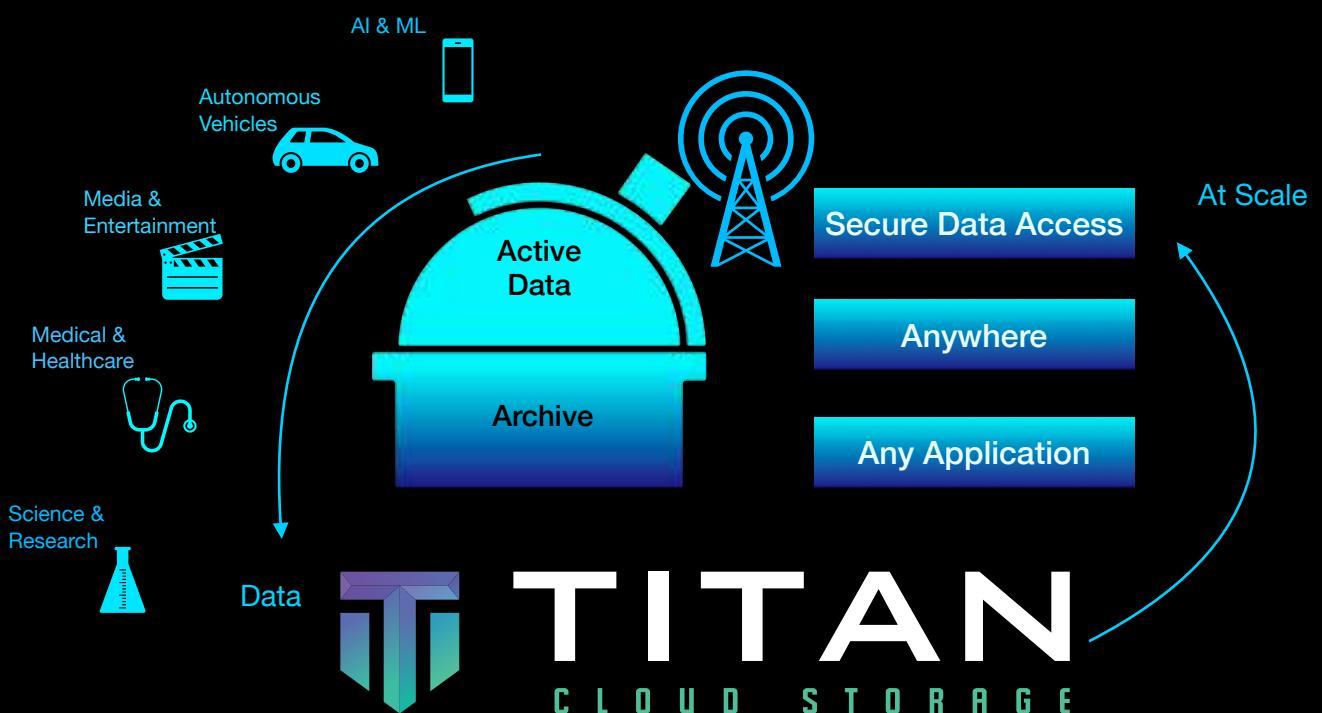 AI & ML
Autonomous
Vehicles
Media &
Entertainment
Medical &
Healthcare
Science &
Research
Data
Active
Data
Archive
Secure Data Access
Anywhere
Any Application
At Scale
TITAN
CLOUD STORAGE